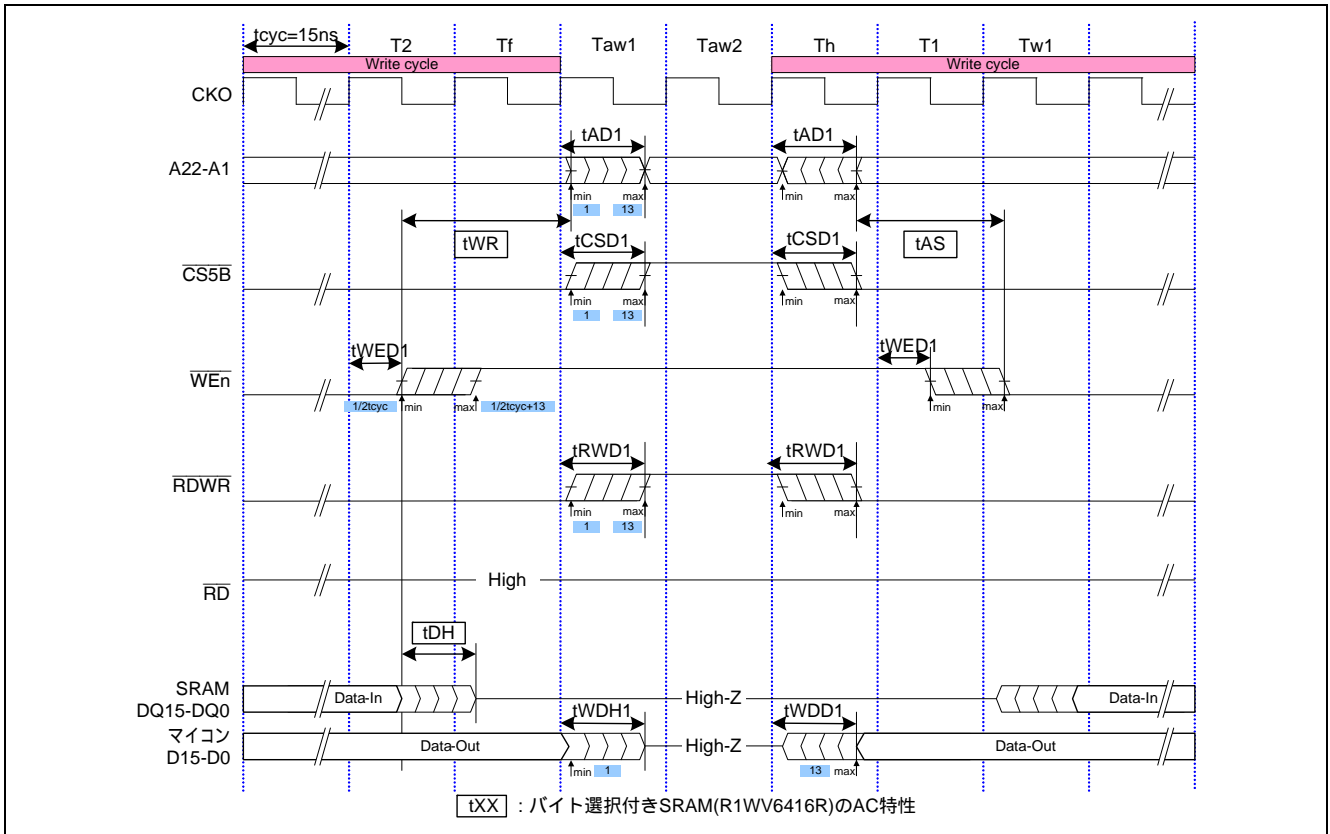 tcyc=15ns T2 Tf Taw1 Taw2 Th T1 Tw1
Write cycle Write cycle
CKO
tAD1 tAD1
A22-A1
min max min max
1 13
tWR tAS
tCSD1 tCSD1
CS5B
min max min max
1 13
tWED1 tWED1
WEn
1/2tcyc min max 1/2tcyc+13 min max
tRWD1 tRWD1
RDWR
min max min max
1 13
High
RD
tDH
SRAM
DQ15-DQ0
Data-In High-Z Data-In
tWDH1 tWDD1
マイコン
D15-D0
Data-Out High-Z Data-Out
min 1 13 max
tXX : バイト選択付きSRAM(R1WV6416R)のAC特性